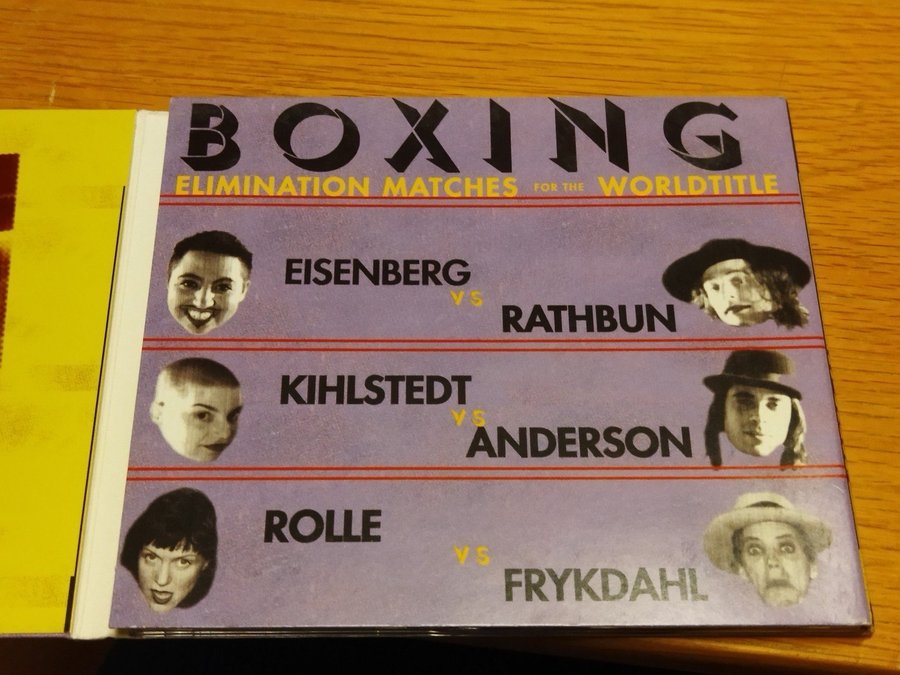 BOXING
ELIMINATION MATCHES FOR THE WORLDTITLE
EISENBERG
VS
RATHBUN
KIHLSTEDT
VS
ANDERSON
ROLLE
VS
FRYKDAHL